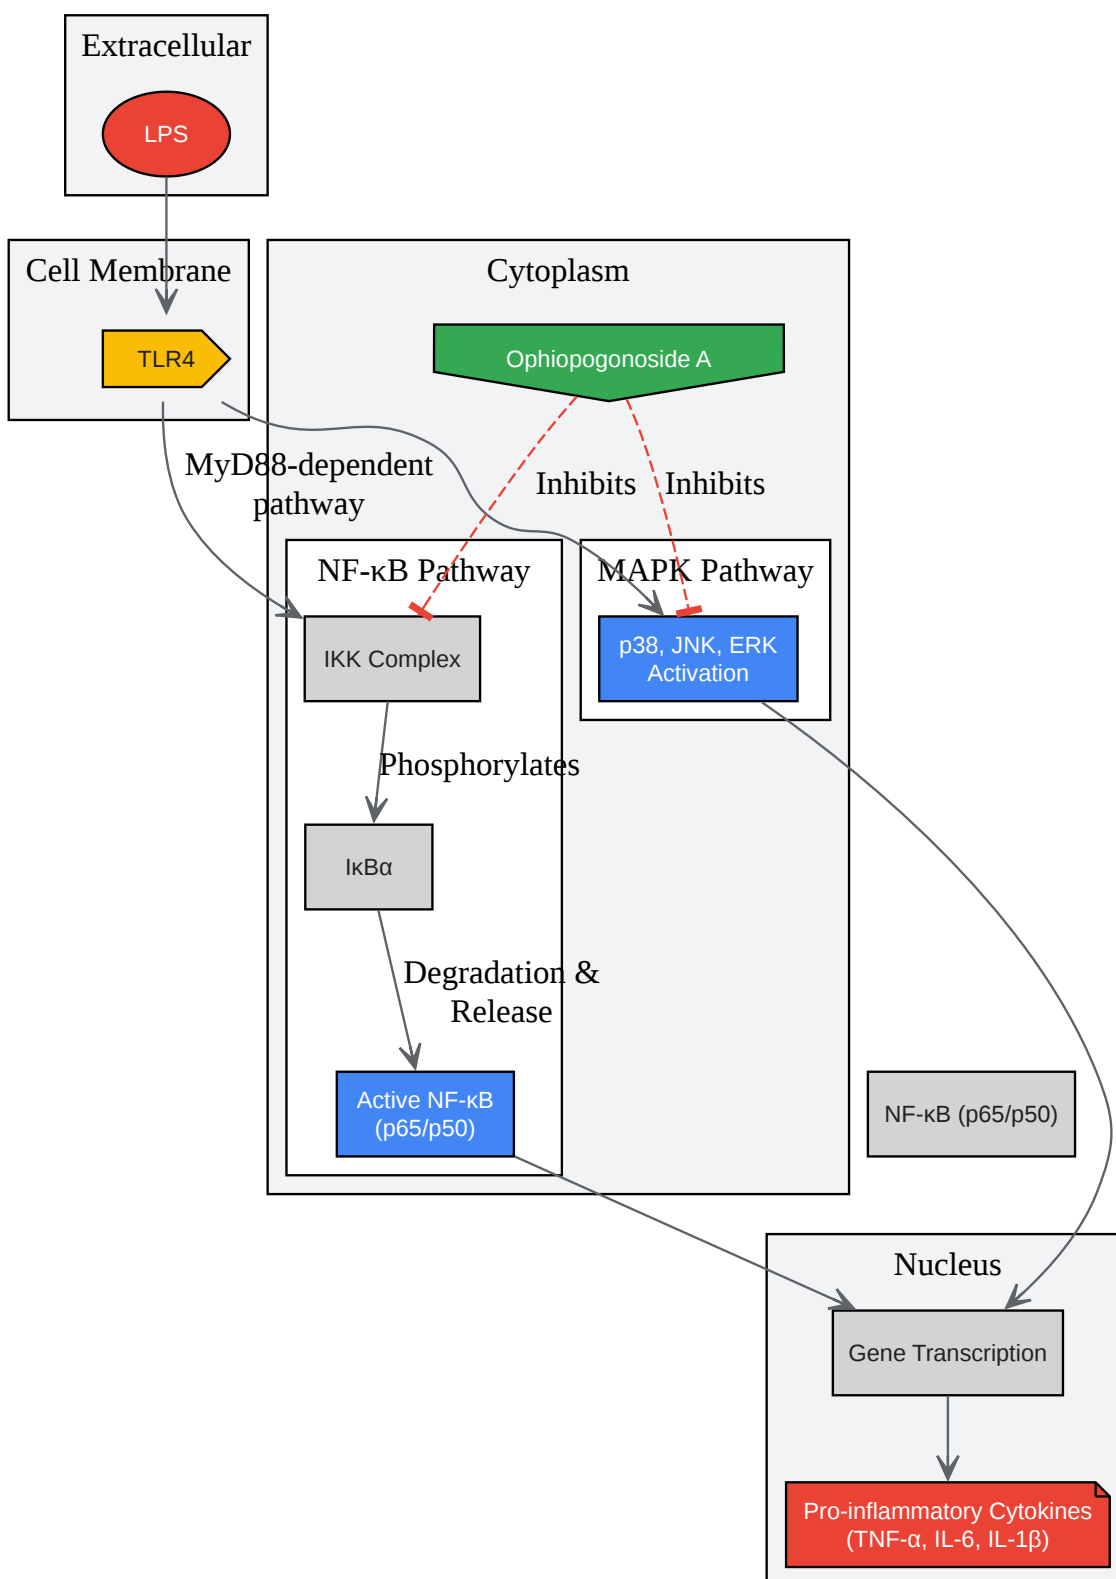 Extracellular
LPS
Cell Membrane
TLR4
Cytoplasm
Ophiopogonoside A
MyD88-dependent
pathway
Inhibits
Inhibits
NF-κB Pathway
IKK Complex
Phosphorylates
IκBα
Degradation &
Release
Active NF-κB
(p65/p50)
MAPK Pathway
p38, JNK, ERK
Activation
NF-κB (p65/p50)
Nucleus
Gene Transcription
Pro-inflammatory Cytokines
(TNF-α, IL-6, IL-1β)